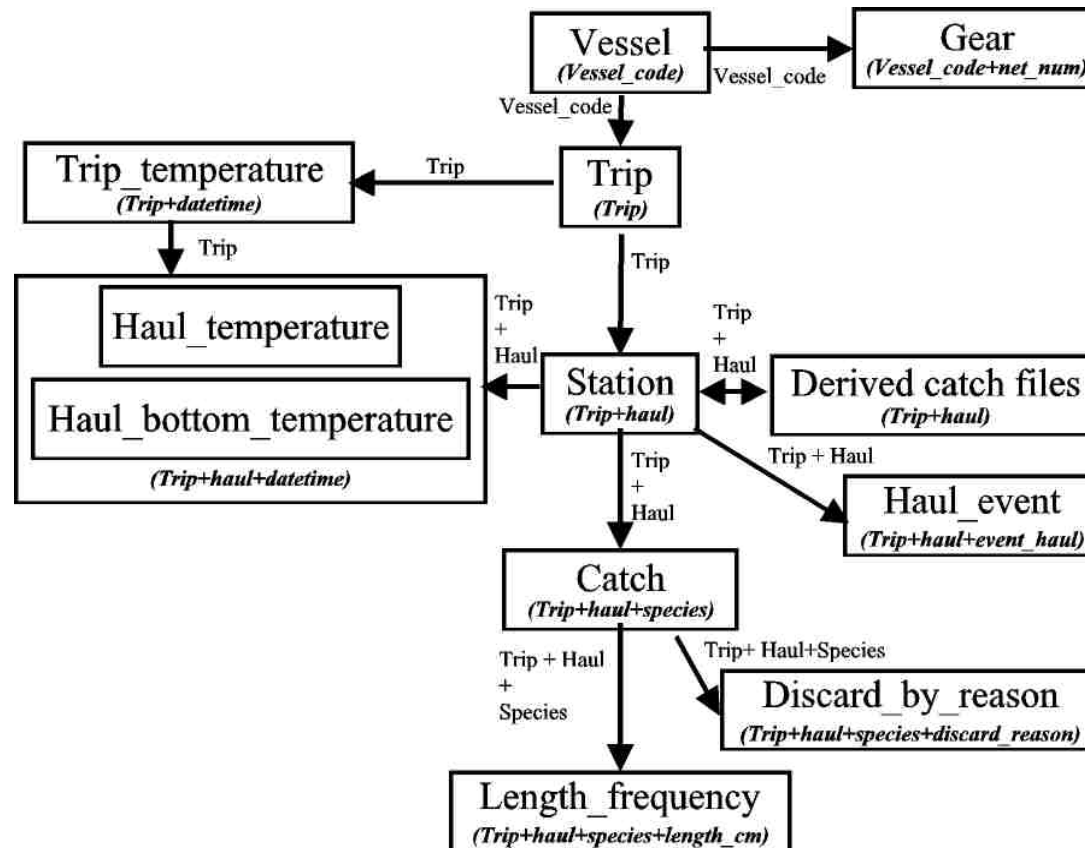 Vessel
(Vessel_code)
Gear
(Vessel_code+net_num)
Vessel_code
Vessel_code
Trip_temperature
(Trip+datetime)
Trip
Trip
(Trip)
Trip
Trip
Haul_temperature
Haul_bottom_temperature
(Trip+haul+datetime)
Trip
+
Haul
Station
(Trip+haul)
Trip
+
Haul
Derived catch files
(Trip+haul)
Trip + Haul
Haul_event
(Trip+haul+event_haul)
Trip
+
Haul
Catch
(Trip+haul+species)
Trip + Haul
+
Species
Trip+ Haul+Species
Discard_by_reason
(Trip+haul+species+discard_reason)
Length_frequency
(Trip+haul+species+length_cm)